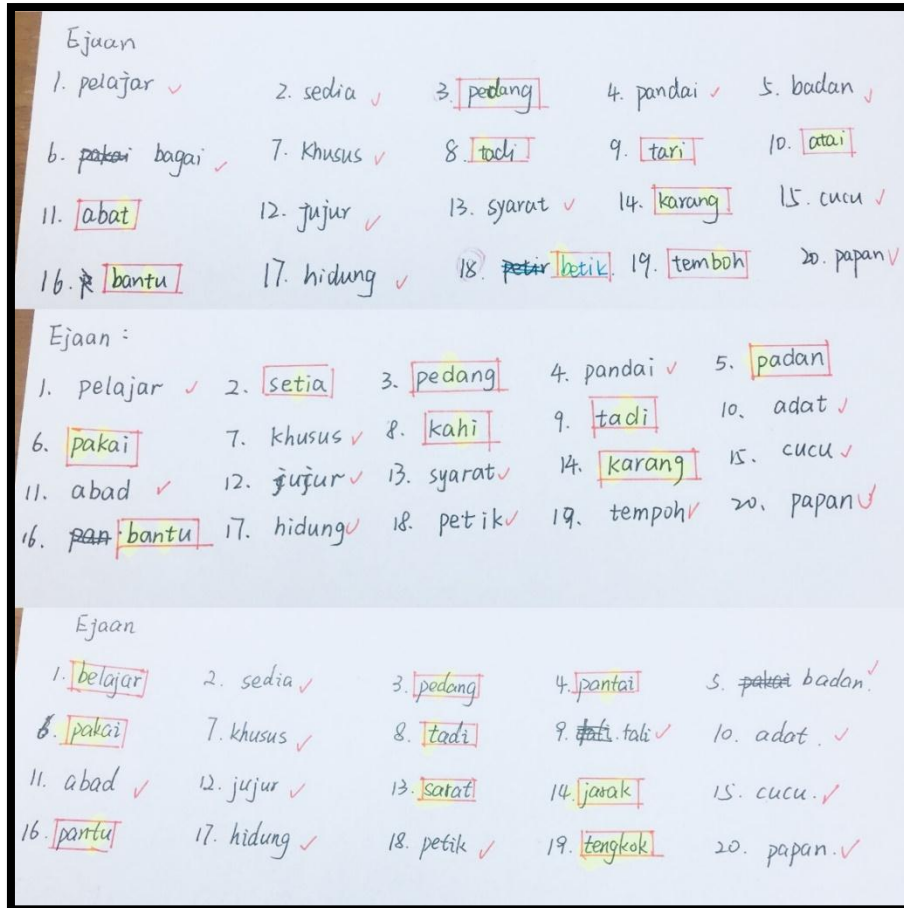 Ejaan
1. pelajar ✓ 2. sedia ✓ 3. pedang 4. pandai ✓ 5. badan ✓
6. pakai bagai ✓ 7. khusus ✓ 8. tadi 9. tari 10. atai
11. abat 12. jujur ✓ 13. syarat ✓ 14. karang 15. cucu ✓
16. bantu 17. hidung ✓ 18. petir betik. 19. temboh 20. papan ✓
Ejaan :
1. pelajar ✓ 2. setia 3. pedang 4. pandai ✓ 5. padan
6. pakai 7. khusus ✓ 8. kahi 9. tadi 10. adat ✓
11. abad ✓ 12. jujur ✓ 13. syarat ✓ 14. karang 15. cucu ✓
16. pan bantu 17. hidung ✓ 18. petik ✓ 19. tempoh ✓ 20. papan ✓
Ejaan
1. belajar 2. sedia ✓ 3. pedang 4. pantai 5. pakai badan. ✓
6. pakai 7. khusus ✓ 8. tadi 9. tali ✓ 10. adat. ✓
11. abad ✓ 12. jujur ✓ 13. sarat 14. jarak 15. cucu. ✓
16. pantu 17. hidung ✓ 18. petik ✓ 19. tengkok 20. papan. ✓